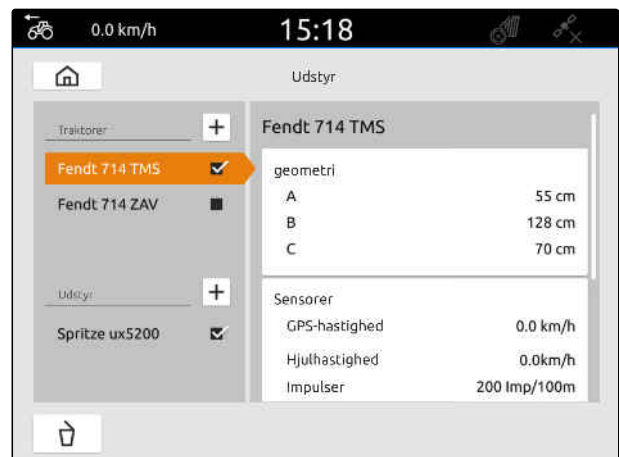 0.0 km/h 15:18
Udstyr
Traktorer
Fendt 714 TMS
Fendt 714 ZAV
Udstyr
Spritze ux5200
Fendt 714 TMS
geometri
A 55 cm
B 128 cm
C 70 cm
Sensorer
GPS-hastighed 0.0 km/h
Hjulhastighed 0.0km/h
Impulser 200 Imp/100m